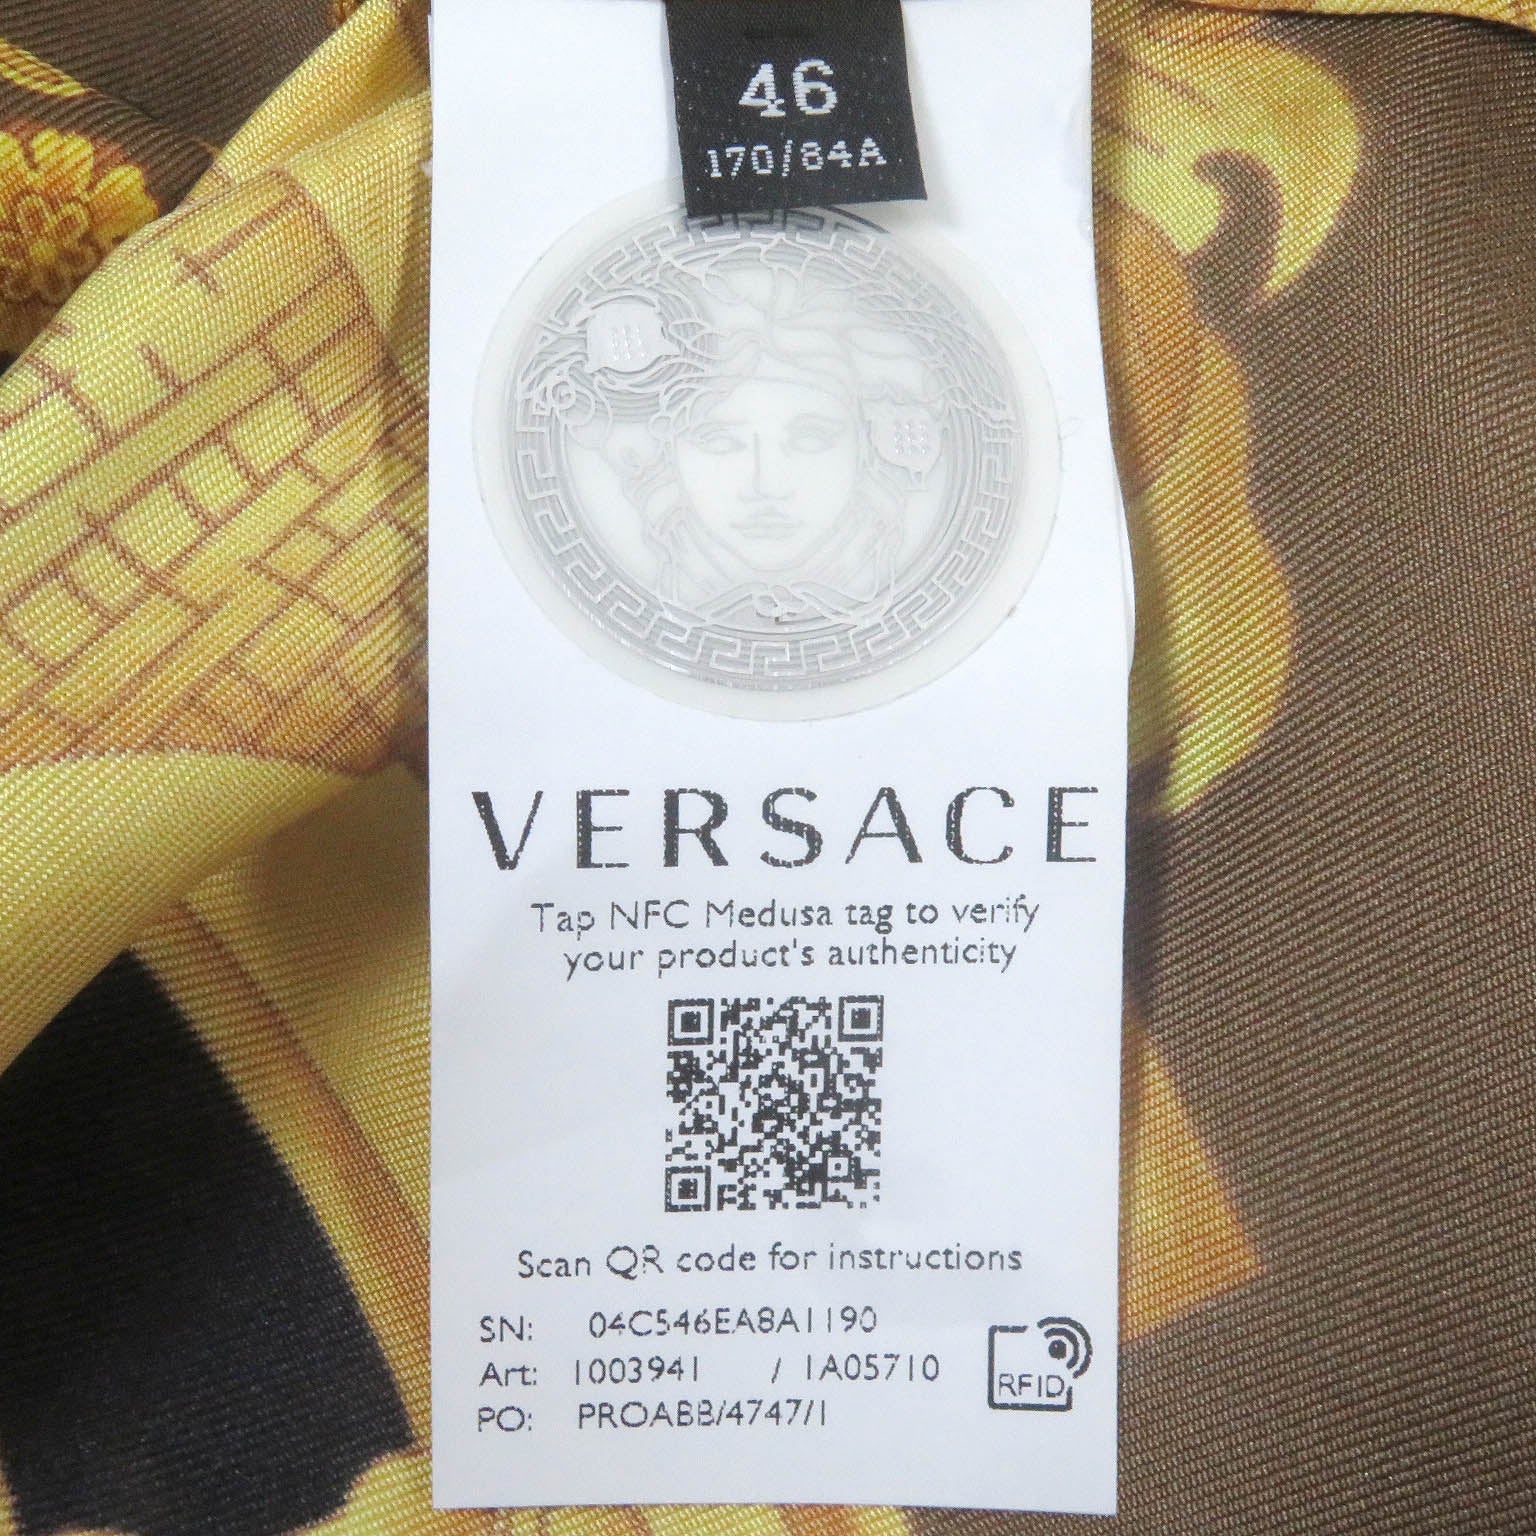 46
170/84A
VERSACE
Tap NFC Medusa tag to verify
your product's authenticity
Scan QR code for instructions
SN: 04C546EA8A1190
Art: 1003941 / 1A05710
PO: PROABB/4747/1
RFID